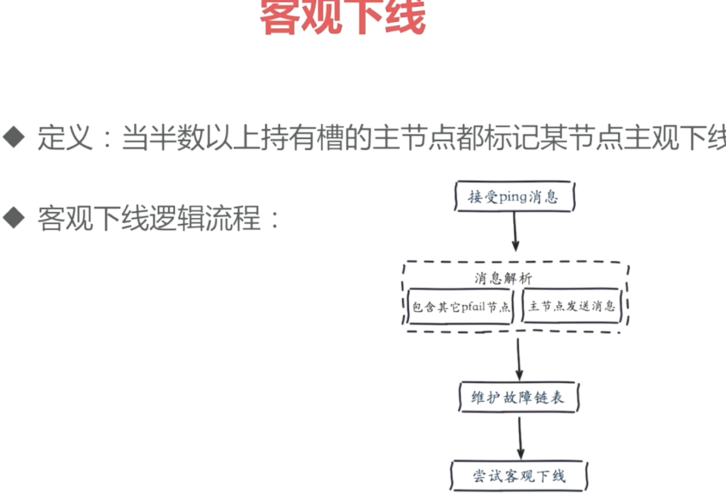 客观下线
◆ 定义：当半数以上持有槽的主节点都标记某节点主观下线
◆ 客观下线逻辑流程：
接受ping消息
消息解析
包含其它pfail节点
主节点发送消息
维护故障链表
尝试客观下线